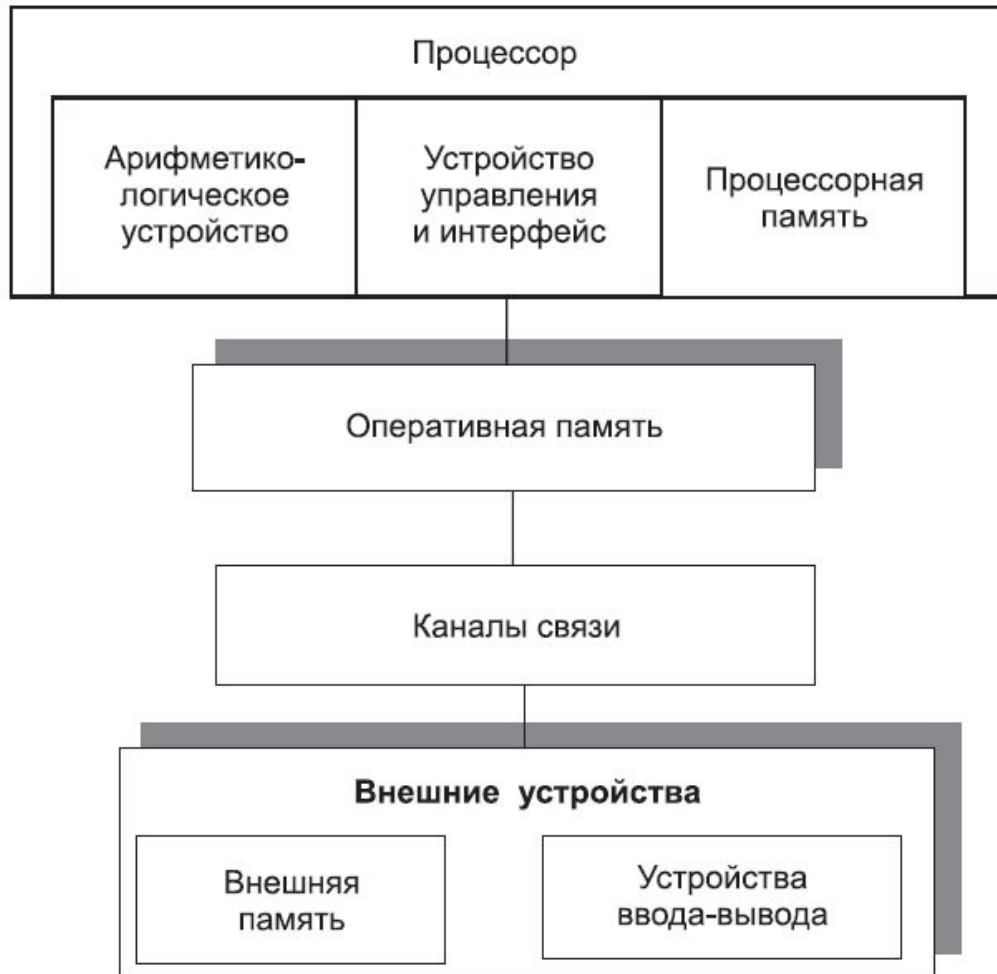 Процессор
Арифметико-
логическое
устройство
Устройство
управления
и интерфейс
Процессорная
память
Оперативная память
Каналы связи
Внешние устройства
Внешняя
память
Устройства
ввода-вывода